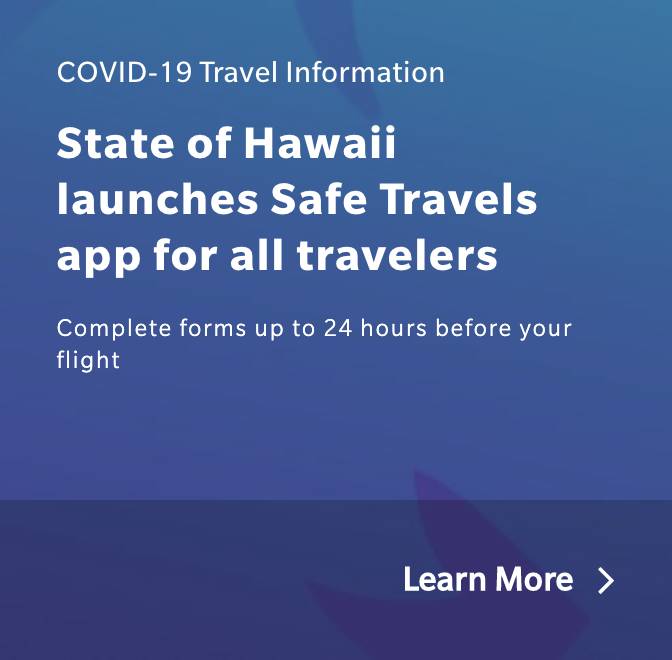 COVID-19 Travel Information
State of Hawaii
launches Safe Travels
app for all travelers
Complete forms up to 24 hours before your
flight
Learn More